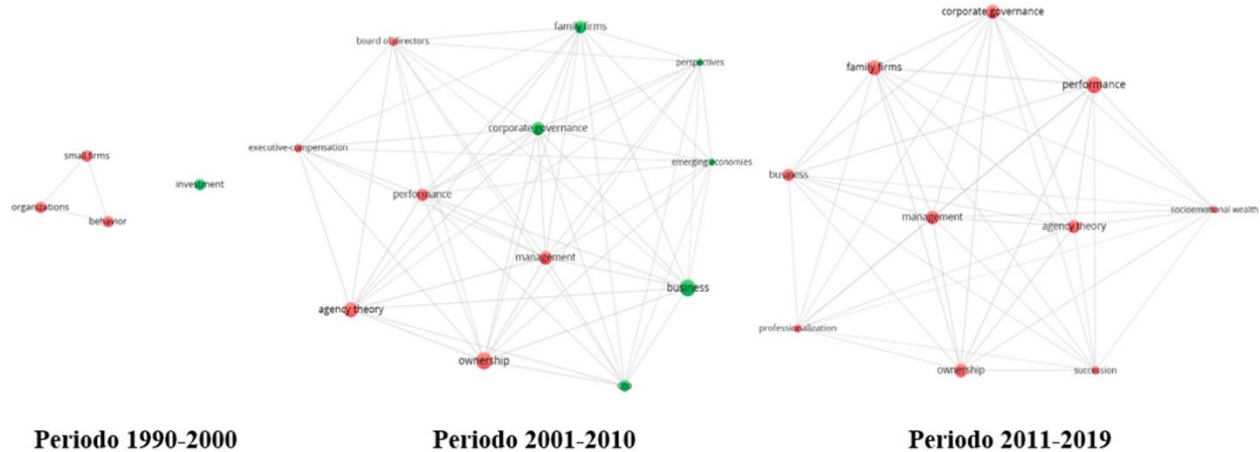 small firms
investment
organizations
behavior
Periodo 1990-2000
family firms
board of directors
perspectives
corporate governance
executive-compensation
emerging economies
performance
management
business
agency theory
ownership
ceo
Periodo 2001-2010
corporate governance
family firms
performance
business
socioemotional wealth
management
agency theory
professionalization
ownership
succession
Periodo 2011-2019